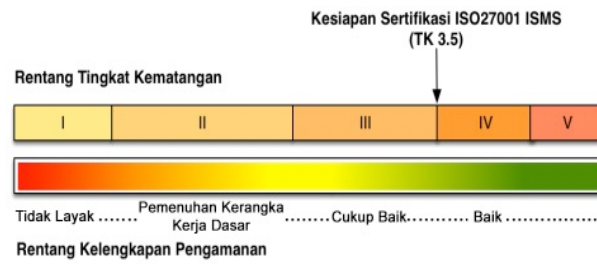 Kesiapan Sertifikasi ISO27001 ISMS
(TK 3.5)
Rentang Tingkat Kematangan
I II III IV V
Tidak Layak ....... Pemenuhan Kerangka Kerja Dasar ........ Cukup Baik........... Baik ................
Rentang Kelengkapan Pengamanan